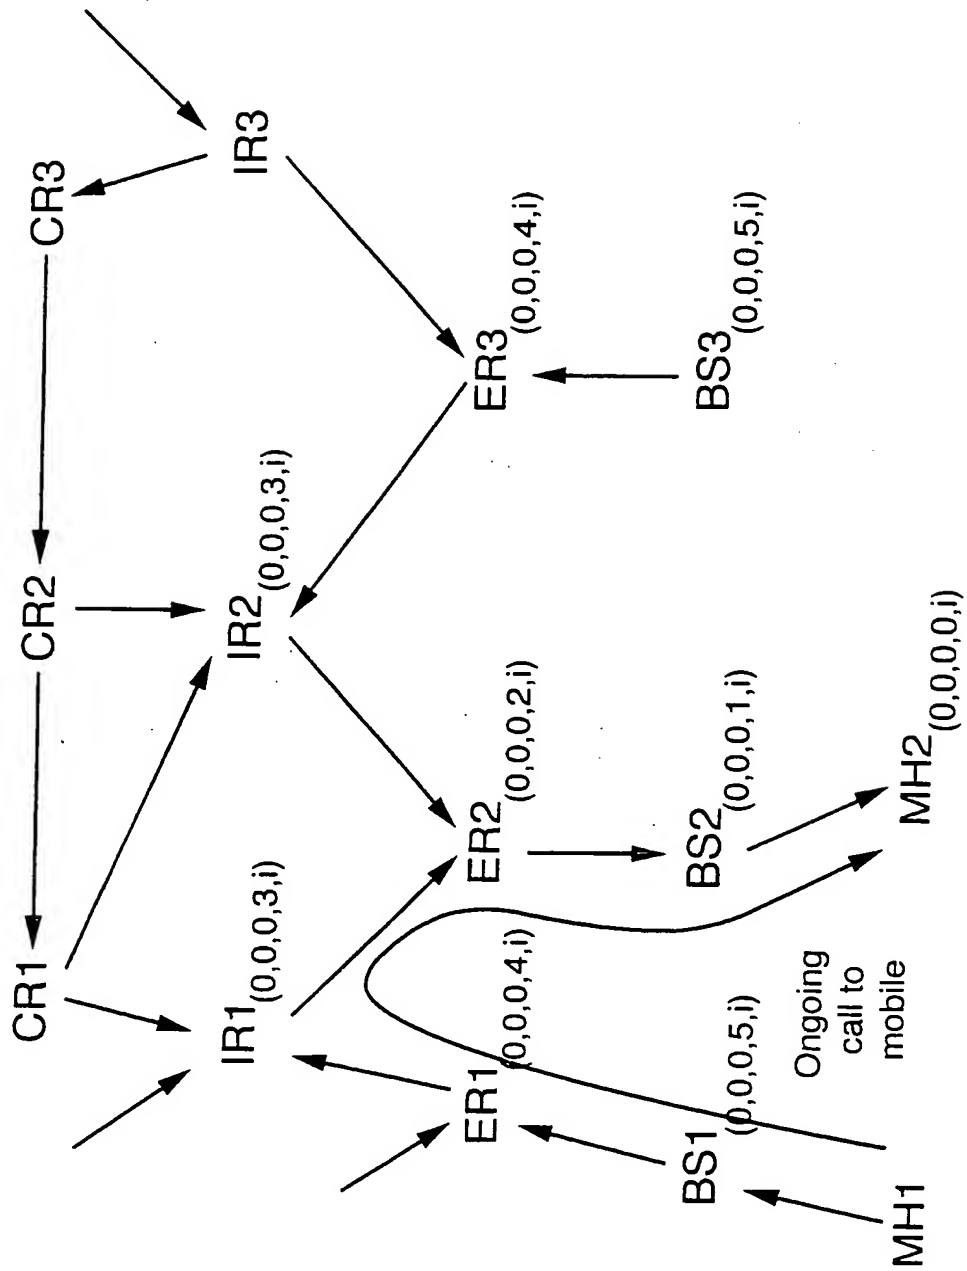 CR1
CR2
CR3
IR1(0,0,0,3,i)
IR2(0,0,0,3,i)
IR3
ER1(0,0,0,4,i)
ER2(0,0,0,2,i)
ER3(0,0,0,4,i)
BS1(0,0,0,5,i)
BS2(0,0,0,1,i)
BS3(0,0,0,5,i)
Ongoing
call to
mobile
MH1
MH2(0,0,0,0,i)